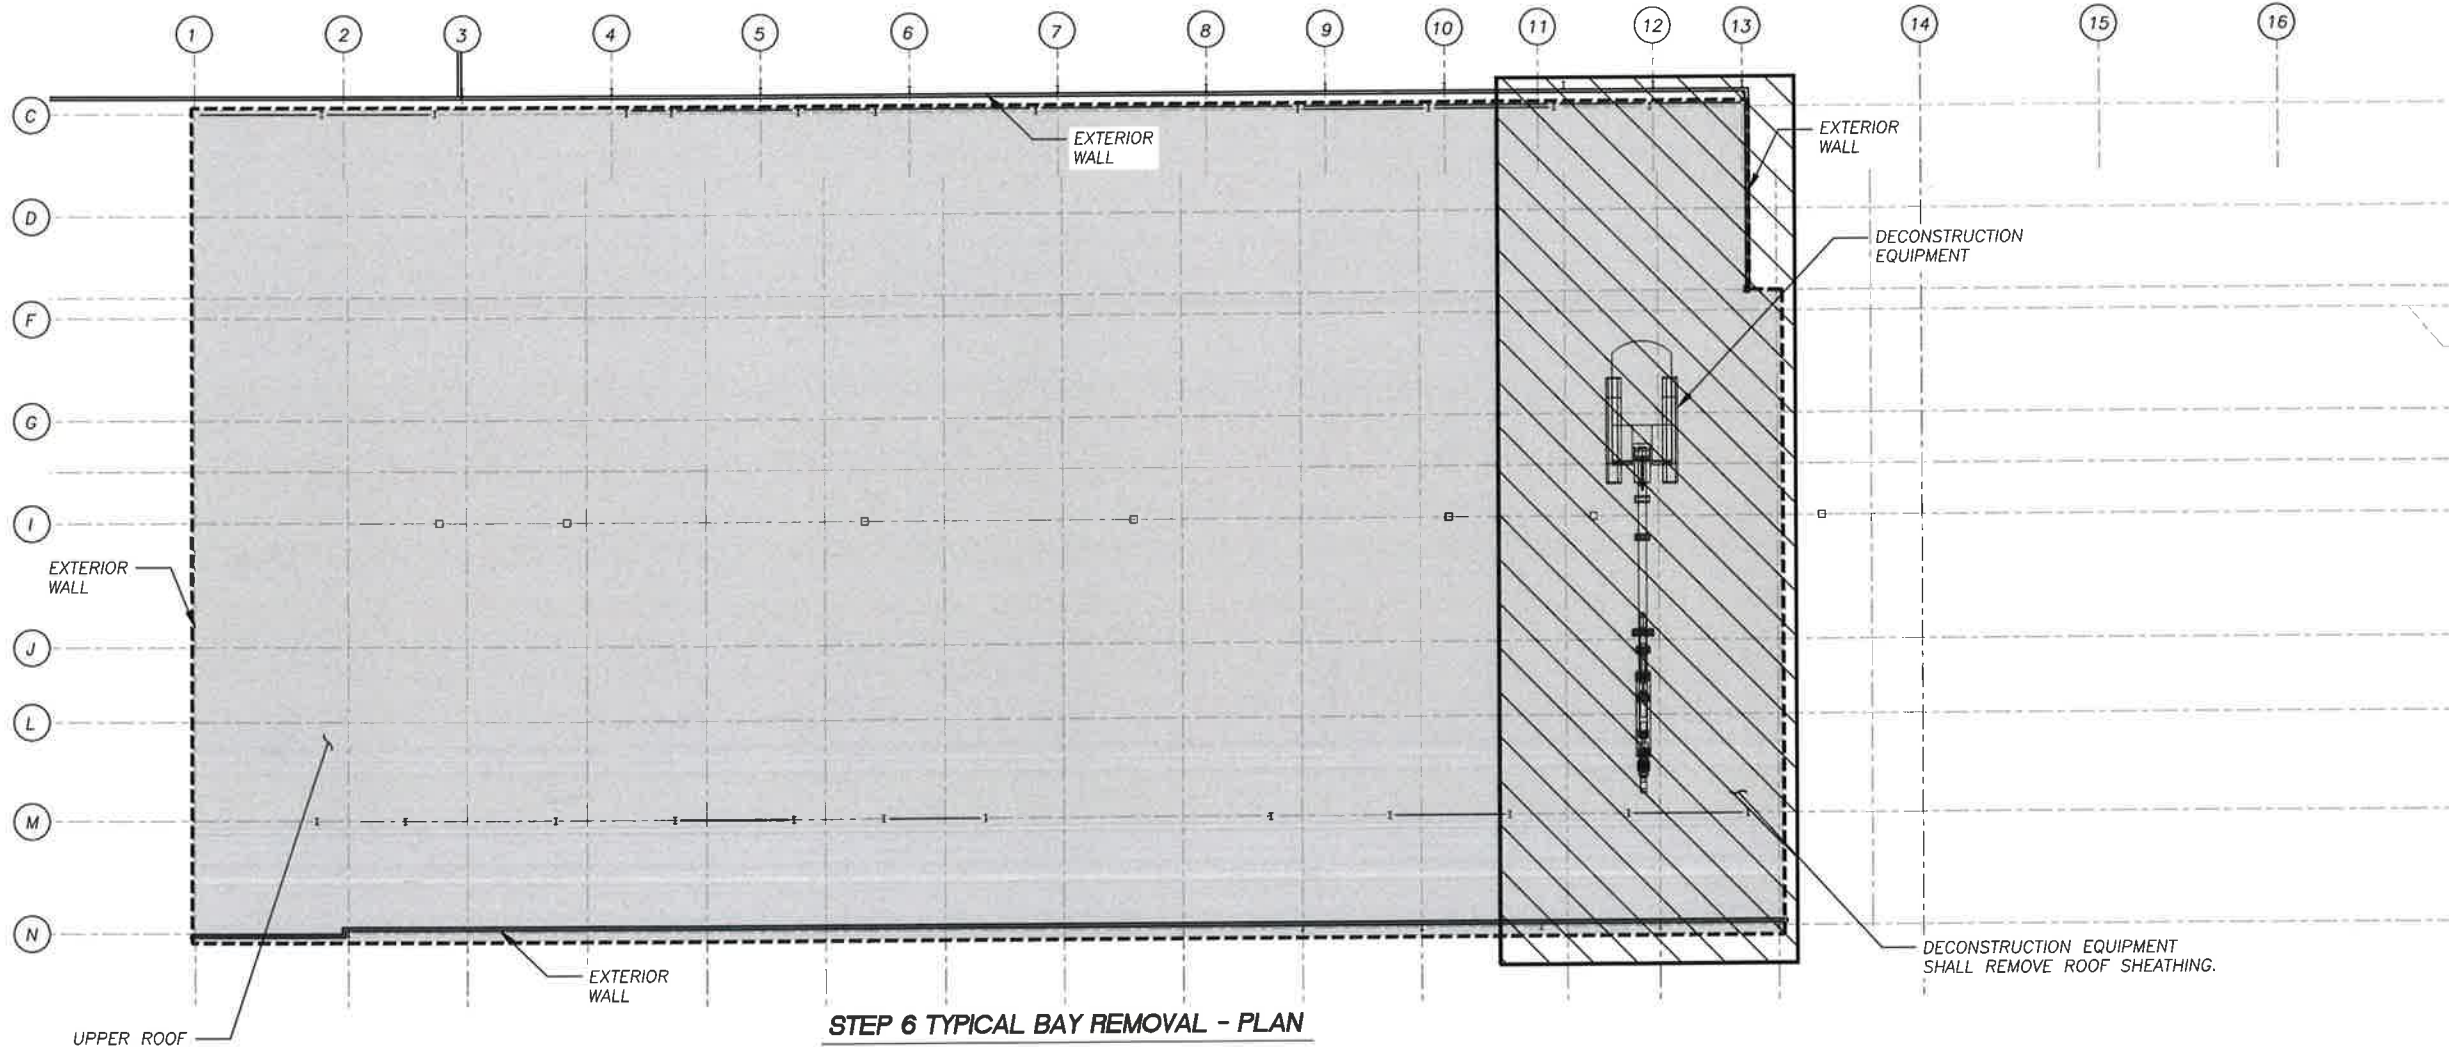 1 2 3 4 5 6 7 8 9 10 11 12 13 14 15 16
C
EXTERIOR
WALL
EXTERIOR
WALL
D
DECONSTRUCTION
EQUIPMENT
F
G
I
EXTERIOR
WALL
J
L
M
N
DECONSTRUCTION EQUIPMENT
SHALL REMOVE ROOF SHEATHING.
EXTERIOR
WALL
UPPER ROOF
STEP 6 TYPICAL BAY REMOVAL - PLAN